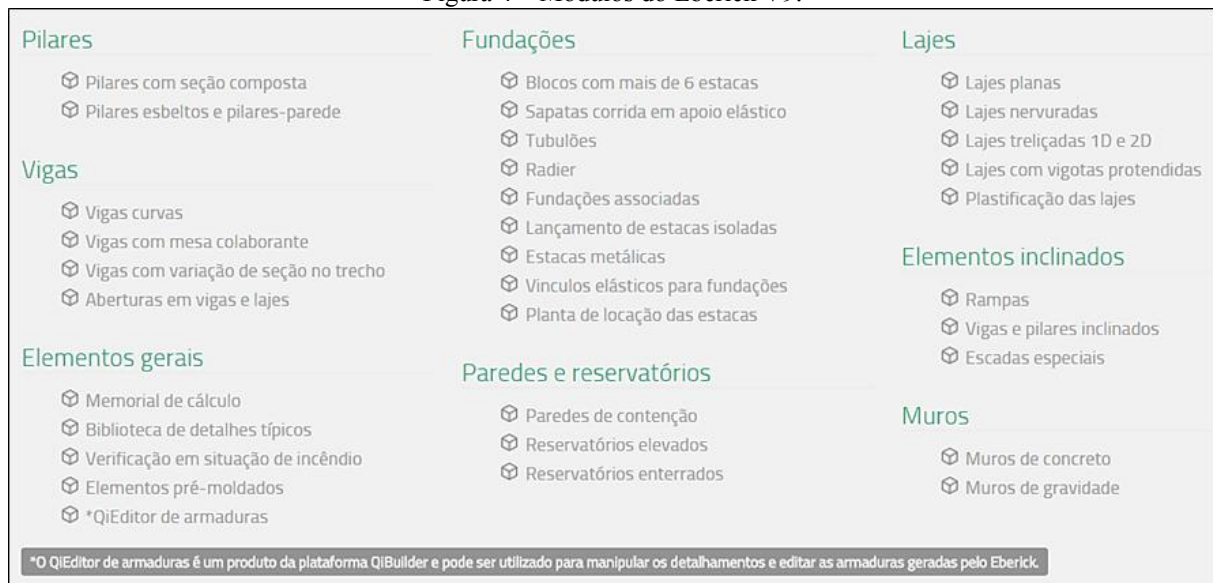 Figura 4 – Módulos do Eberick V9.
Pilares
Pilares com seção composta
Pilares esbeltos e pilares-parede
Vigas
Vigas curvas
Vigas com mesa colaborante
Vigas com variação de seção no trecho
Aberturas em vigas e lajes
Elementos gerais
Memorial de cálculo
Biblioteca de detalhes típicos
Verificação em situação de incêndio
Elementos pré-moldados
*QiEditor de armaduras
Fundações
Blocos com mais de 6 estacas
Sapatas corrida em apoio elástico
Tubulões
Radier
Fundações associadas
Lançamento de estacas isoladas
Estacas metálicas
Vinculos elásticos para fundações
Planta de locação das estacas
Paredes e reservatórios
Paredes de contenção
Reservatórios elevados
Reservatórios enterrados
Lajes
Lajes planas
Lajes nervuradas
Lajes treliçadas 1D e 2D
Lajes com vigotas protendidas
Plastificação das lajes
Elementos inclinados
Rampas
Vigas e pilares inclinados
Escadas especiais
Muros
Muros de concreto
Muros de gravidade
*O QiEditor de armaduras é um produto da plataforma QiBuilder e pode ser utilizado para manipular os detalhamentos e editar as armaduras geradas pelo Eberick.